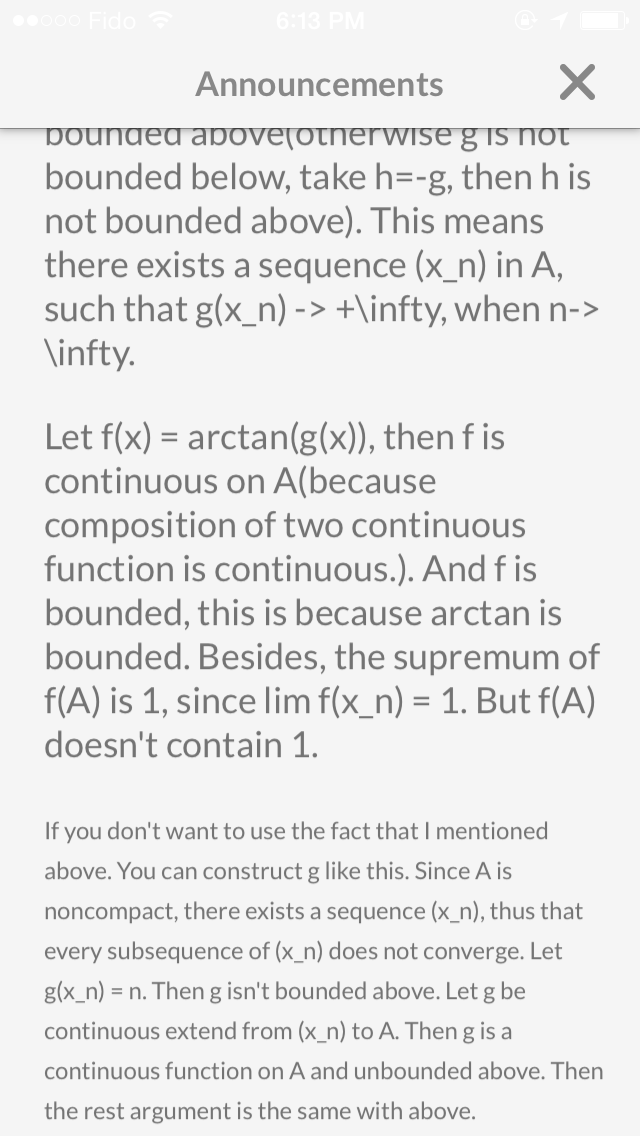 Fido
6:13 PM
Announcements
bounded above(otherwise g is not
bounded below, take h=-g, then h is
not bounded above). This means
there exists a sequence (x_n) in A,
such that g(x_n) -> +\infty, when n->
\infty.
Let f(x) = arctan(g(x)), then f is
continuous on A(because
composition of two continuous
function is continuous.). And f is
bounded, this is because arctan is
bounded. Besides, the supremum of
f(A) is 1, since lim f(x_n) = 1. But f(A)
doesn't contain 1.
If you don't want to use the fact that I mentioned
above. You can construct g like this. Since A is
noncompact, there exists a sequence (x_n), thus that
every subsequence of (x_n) does not converge. Let
g(x_n) = n. Then g isn't bounded above. Let g be
continuous extend from (x_n) to A. Then g is a
continuous function on A and unbounded above. Then
the rest argument is the same with above.